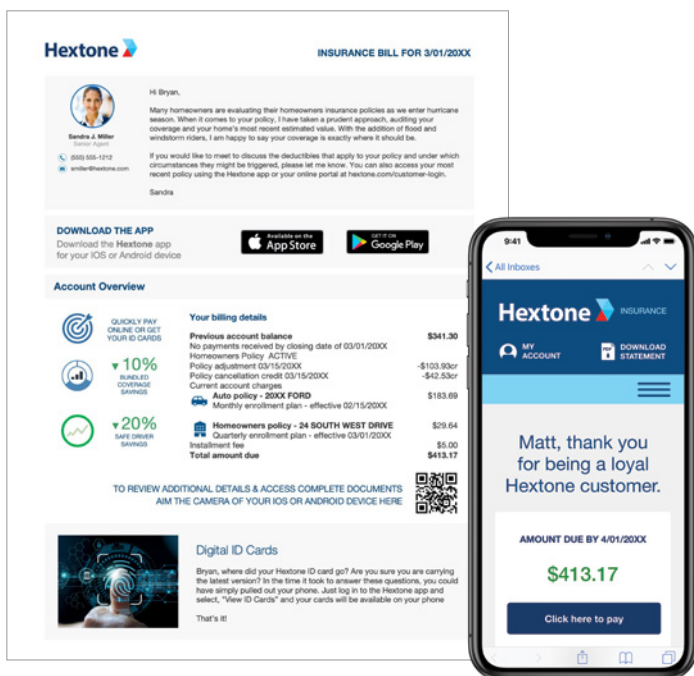 Hextone
INSURANCE BILL FOR 3/01/20XX
Sandra J. Miller
Senior Agent
(555) 555-1212
smiller@hextone.com
Hi Bryan,
Many homeowners are evaluating their homeowners insurance policies as we enter hurricane
season. When it comes to your policy, I have taken a prudent approach, auditing your
coverage and your home's most recent estimated value. With the addition of flood and
windstorm riders, I am happy to say your coverage is exactly where it should be.
If you would like to meet to discuss the deductibles that apply to your policy and under which
circumstances they might be triggered, please let me know. You can also access your most
recent policy using the Hextone app or your online portal at hextone.com/customer-login.
Sandra
DOWNLOAD THE APP
Download the Hextone app
for your IOS or Android device
Available on the
App Store
GET IT ON
Google Play
Account Overview
QUICKLY PAY
ONLINE OR GET
YOUR ID CARDS
▼10%
BUNDLED
COVERAGE
SAVINGS
▼20%
SAFE DRIVER
SAVINGS
Your billing details
Previous account balance $341.30
No payments received by closing date of 03/01/20XX
Homeowners Policy ACTIVE
Policy adjustment 03/15/20XX -$103.93cr
Policy cancellation credit 03/15/20XX -$42.53cr
Current account charges
Auto policy - 20XX FORD $183.69
Monthly enrollment plan - effective 02/15/20XX
Homeowners policy - 24 SOUTH WEST DRIVE $29.64
Quarterly enrollment plan - effective 03/01/20XX
Installment fee $5.00
Total amount due $413.17
TO REVIEW ADDITIONAL DETAILS & ACCESS COMPLETE DOCUMENTS
AIM THE CAMERA OF YOUR IOS OR ANDROID DEVICE HERE
Digital ID Cards
Bryan, where did your Hextone ID card go? Are you sure you are carrying
the latest version? In the time it took to answer these questions, you could
have simply pulled out your phone. Just log in to the Hextone app and
select, "View ID Cards" and your cards will be available on your phone
That's it!
9:41
All Inboxes
Hextone INSURANCE
MY
ACCOUNT
PDF
DOWNLOAD
STATEMENT
Matt, thank you
for being a loyal
Hextone customer.
AMOUNT DUE BY 4/01/20XX
$413.17
Click here to pay